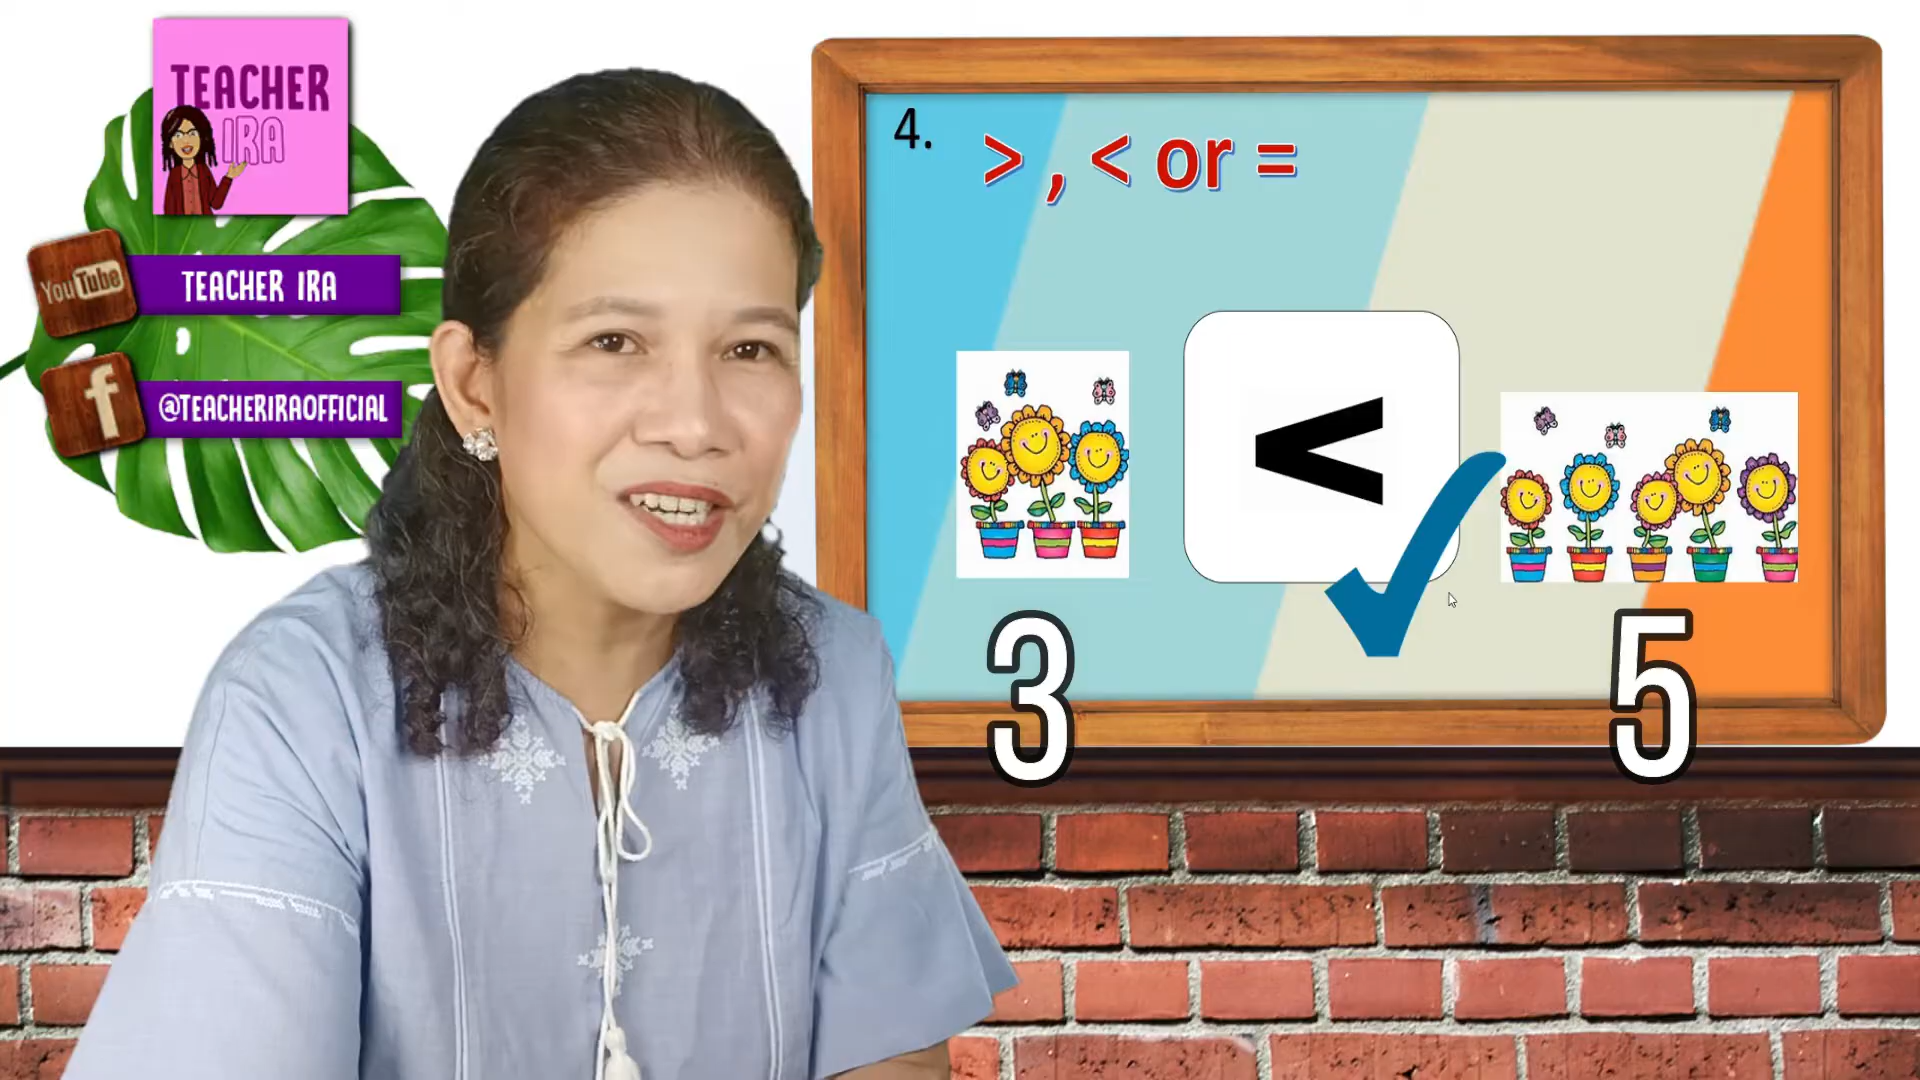 TEACHER
IRA
YouTube
TEACHER IRA
f
@TEACHERIRAOFFICIAL
4.
> , < or =
<
3
5